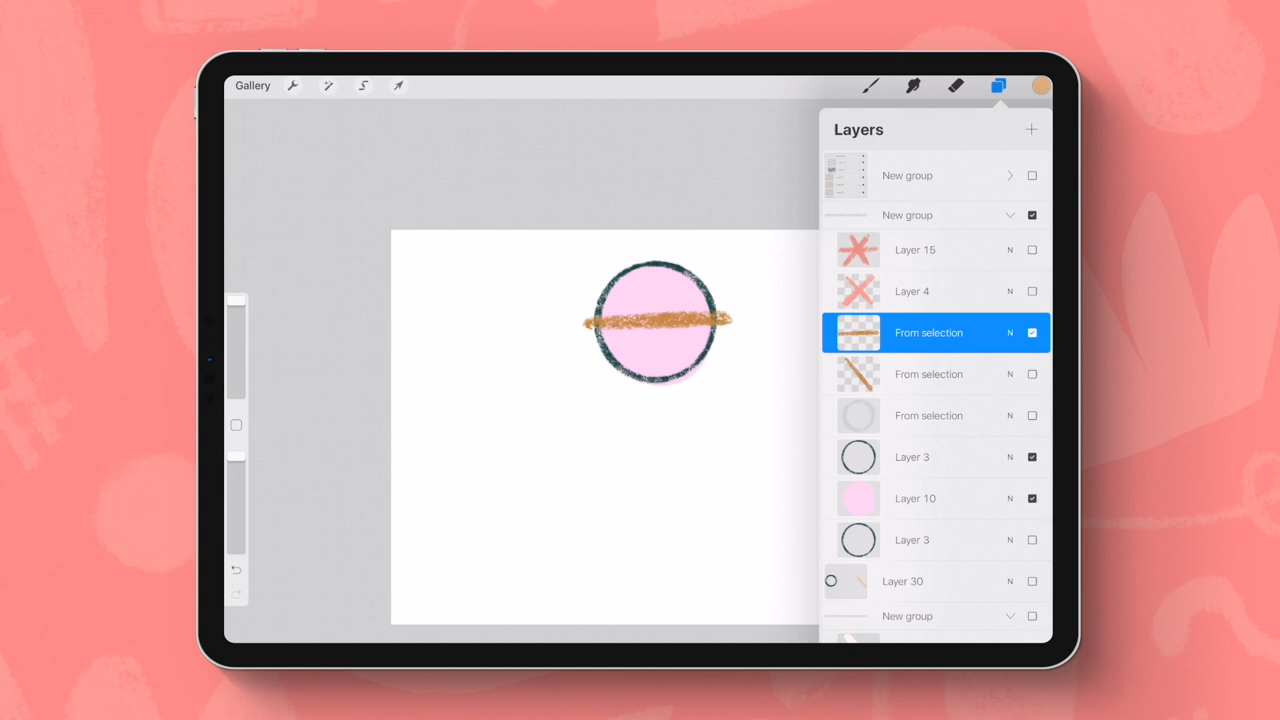 Gallery
Layers
New group
New group
Layer 15 N
Layer 4 N
From selection N
From selection N
From selection N
Layer 3 N
Layer 10 N
Layer 3 N
Layer 30 N
New group